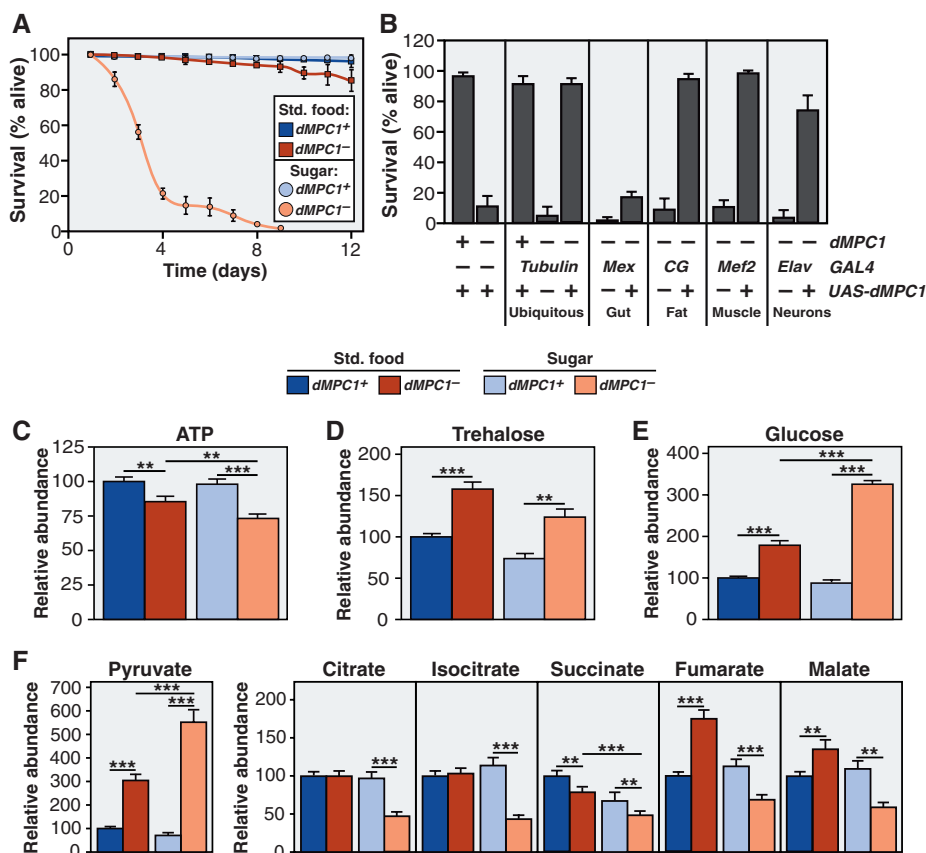 A
Survival (% alive)
100
80
60
40
20
0
0
4
8
12
Time (days)
Std. food:
dMPC1+
dMPC1–
Sugar:
dMPC1+
dMPC1–
B
Survival (% alive)
120
100
80
60
40
20
0
+ – + – – – – – – – – – dMPC1
– – Tubulin Mex CG Mef2 Elav GAL4
+ + + – + – + – + – + – + UAS-dMPC1
Ubiquitous Gut Fat Muscle Neurons
Std. food Sugar
dMPC1+ dMPC1– dMPC1+ dMPC1–
C
ATP
Relative abundance
125
100
75
50
25
0
**
**
***
D
Trehalose
Relative abundance
200
150
100
50
0
***
**
E
Glucose
Relative abundance
400
300
200
100
0
***
***
***
F
Pyruvate
Relative abundance
700
600
500
400
300
200
100
0
***
***
***
Citrate Isocitrate Succinate Fumarate Malate
Relative abundance
200
150
100
50
0
***
***
**
***
**
***
***
**
**